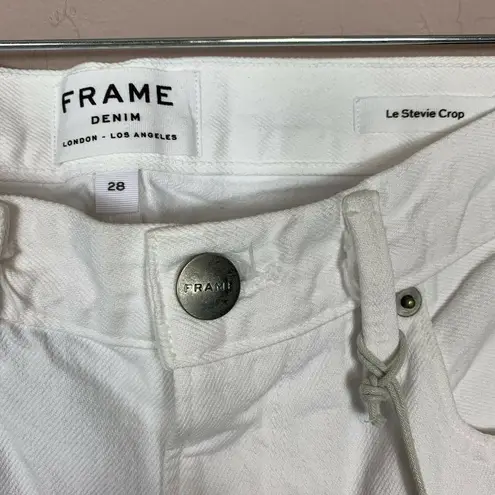 FRAME
DENIM
LONDON - LOS ANGELES
Le Stevie Crop
28
FRAME